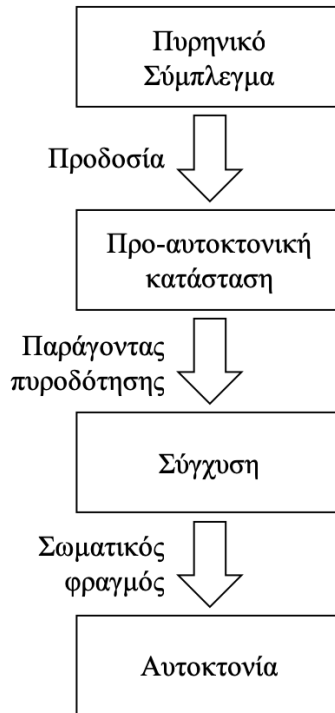 Πυρηνικό
Σύμπλεγμα
Προδοσία
Προ-αυτοκτονική
κατάσταση
Παράγοντας
πυροδότησης
Σύγχυση
Σωματικός
φραγμός
Αυτοκτονία